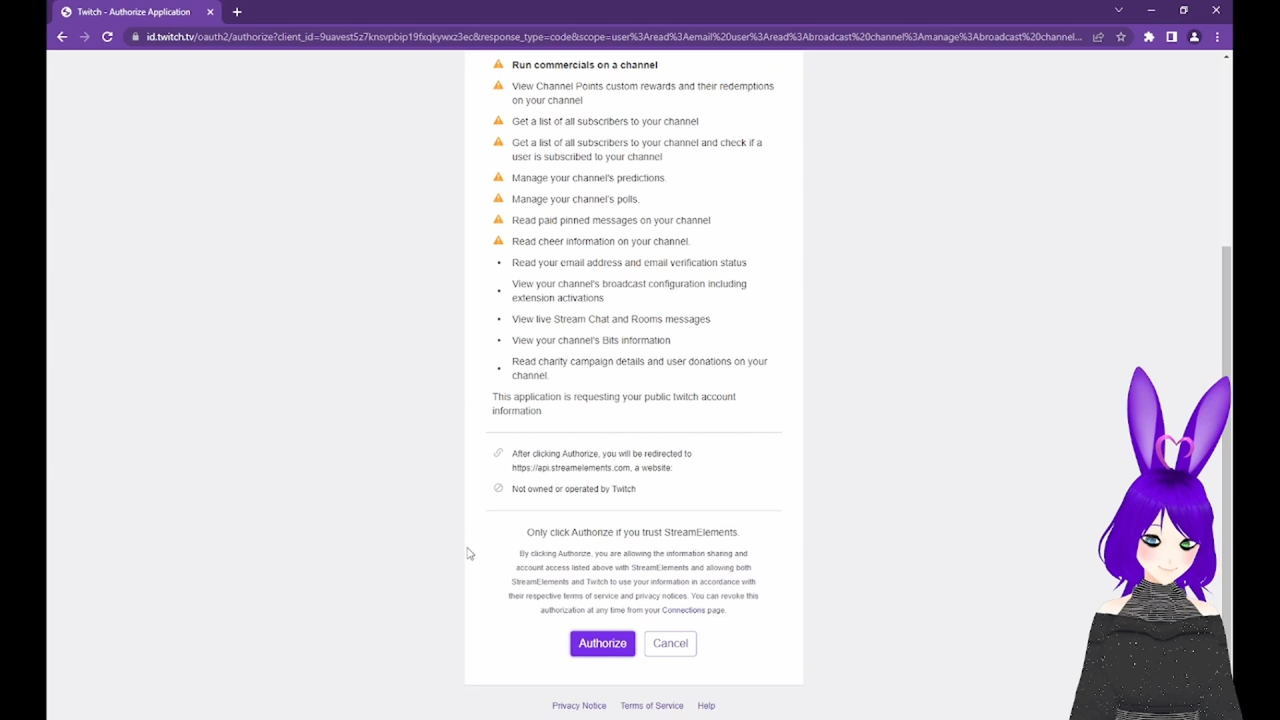 Twitch - Authorize Application
id.twitch.tv/oauth2/authorize?client_id=9uavest5z7knsvpbip19fxqkywxz3ec&response_type=code&scope=user%3Aread%3Aemail%20user%3Aread%3Abroadcast%20channel%3Amanage%3Abroadcast%20channel...
Run commercials on a channel
View Channel Points custom rewards and their redemptions
on your channel
Get a list of all subscribers to your channel
Get a list of all subscribers to your channel and check if a
user is subscribed to your channel
Manage your channel's predictions.
Manage your channel's polls.
Read paid pinned messages on your channel
Read cheer information on your channel.
Read your email address and email verification status
View your channel's broadcast configuration including
extension activations
View live Stream Chat and Rooms messages
View your channel's Bits information
Read charity campaign details and user donations on your
channel.
This application is requesting your public twitch account
information
After clicking Authorize, you will be redirected to
https://api.streamelements.com, a website:
Not owned or operated by Twitch
Only click Authorize if you trust StreamElements.
By clicking Authorize, you are allowing the information sharing and
account access listed above with StreamElements and allowing both
StreamElements and Twitch to use your information in accordance with
their respective terms of service and privacy notices. You can revoke this
authorization at any time from your Connections page.
Authorize Cancel
Privacy Notice Terms of Service Help